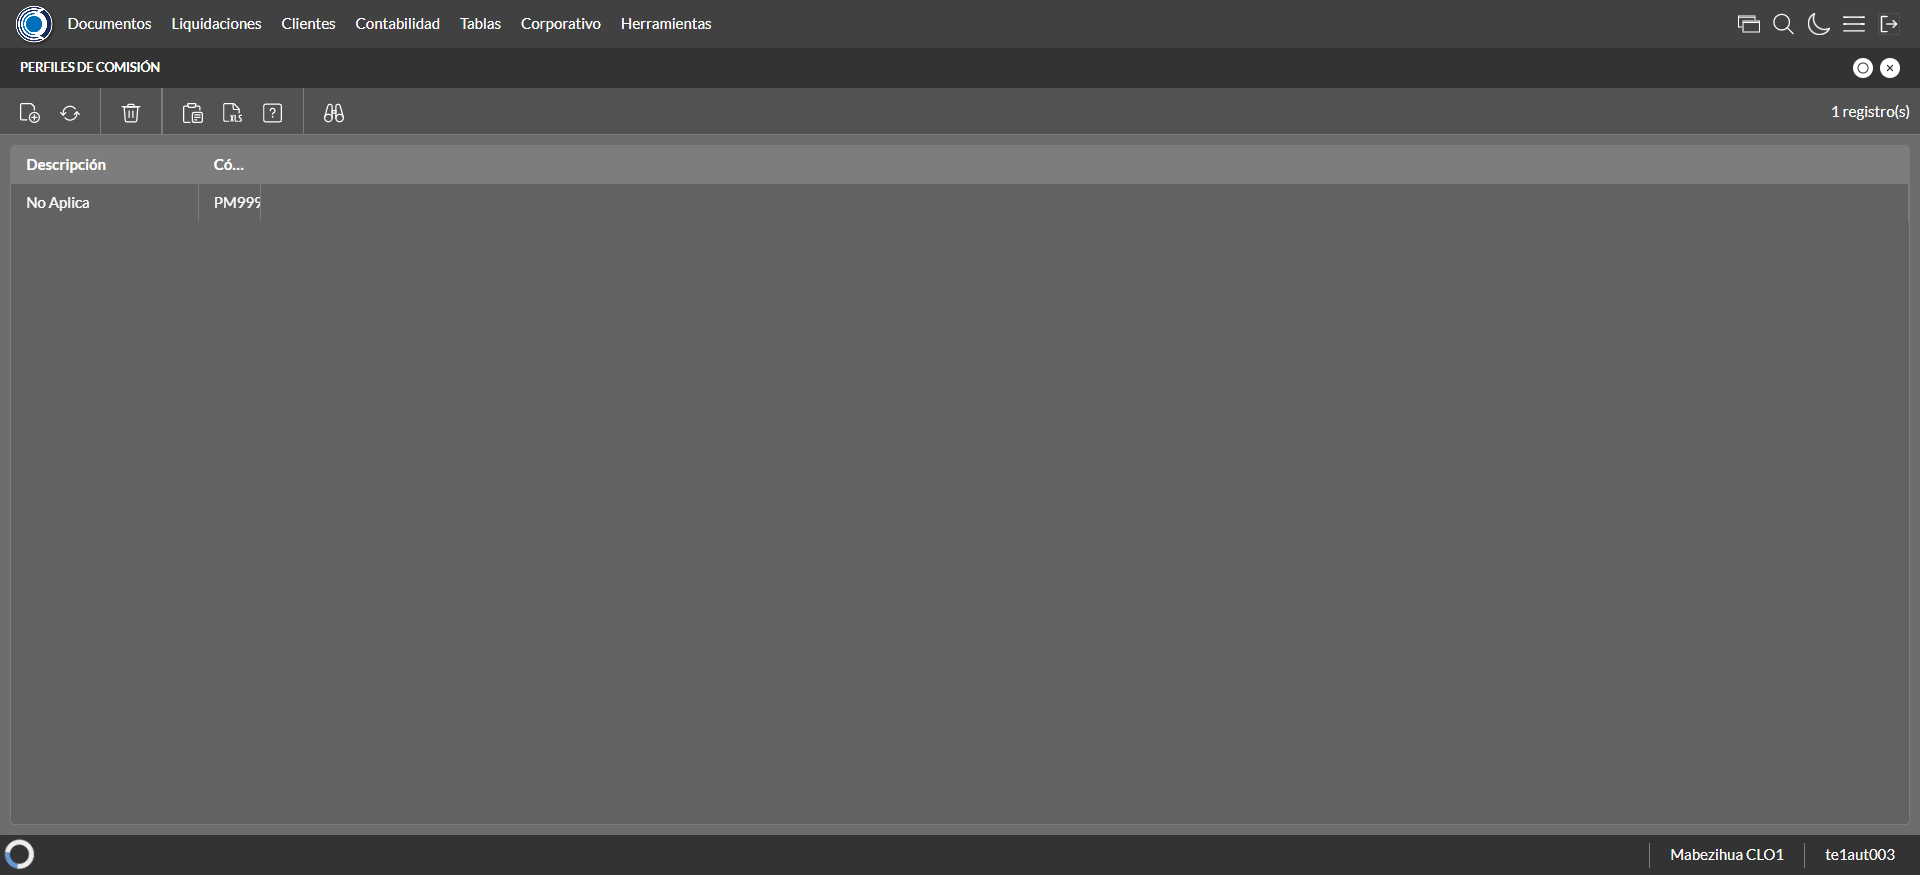 Documentos Liquidaciones Clientes Contabilidad Tablas Corporativo Herramientas
PERFILES DE COMISIÓN
XLS ? 1 registro(s)
Descripción Có...
No Aplica PM999
Mabezihua CLO1 te1aut003